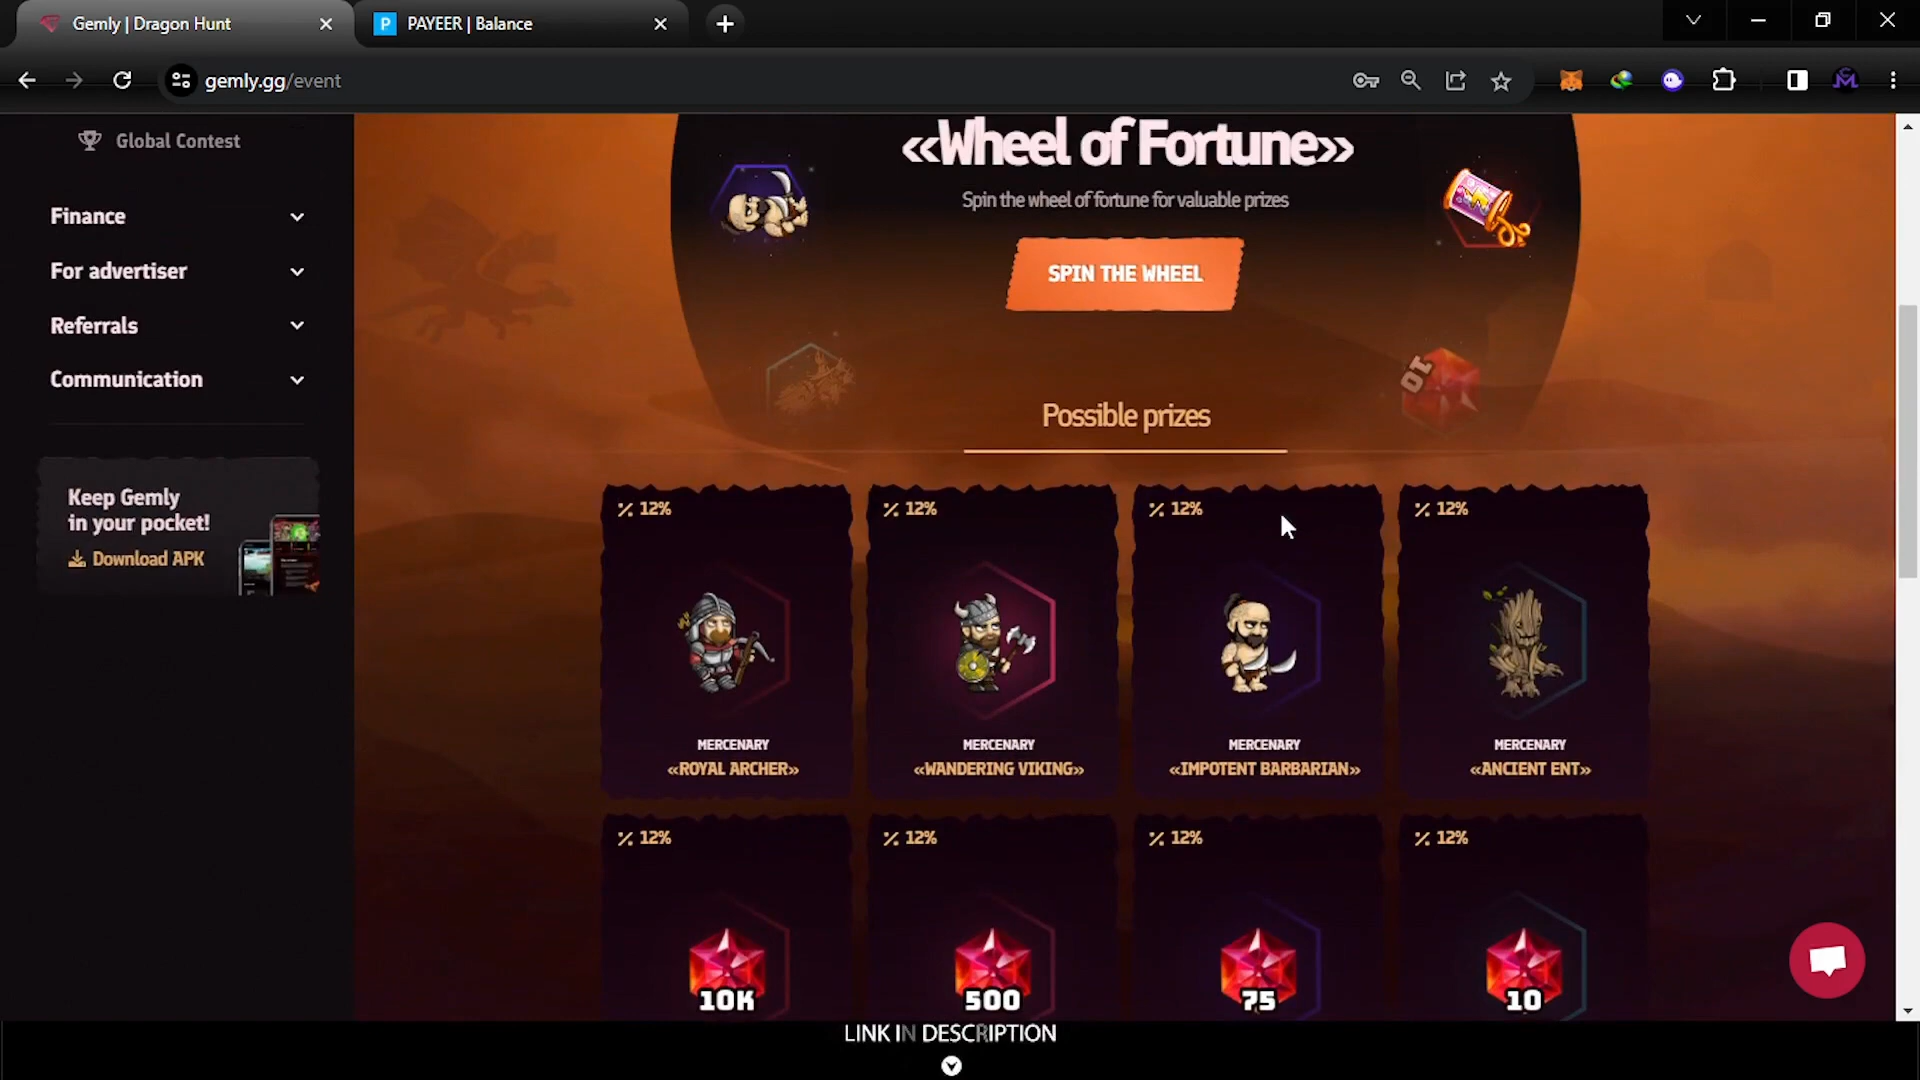 Gemly | Dragon Hunt
PAYEER | Balance
gemly.gg/event
Global Contest
Finance
For advertiser
Referrals
Communication
Keep Gemly
in your pocket!
Download APK
«Wheel of Fortune»
Spin the wheel of fortune for valuable prizes
SPIN THE WHEEL
10
Possible prizes
12%
12%
12%
12%
MERCENARY
«ROYAL ARCHER»
MERCENARY
«WANDERING VIKING»
MERCENARY
«IMPOTENT BARBARIAN»
MERCENARY
«ANCIENT ENT»
12%
12%
12%
12%
10K
500
75
10
LINK IN DESCRIPTION